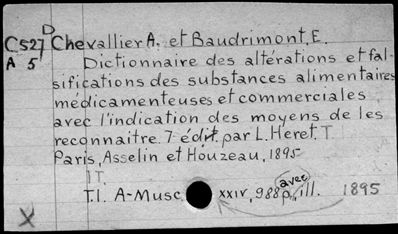 D
C527 Chevallier A. et Baudrimont, E.
A 5 Dictionnaire des altérations et fal-
sifications des substances alimentaires
médicamenteuses et commerciales
avec l'indication des moyens de les
reconnaitre. 7 édit. par L. Heret. T.
Paris, Asselin et Houzeau, 1895
1 T.
T.1. A-Musc. xxiv, 988 p., avec ill. 1895
X